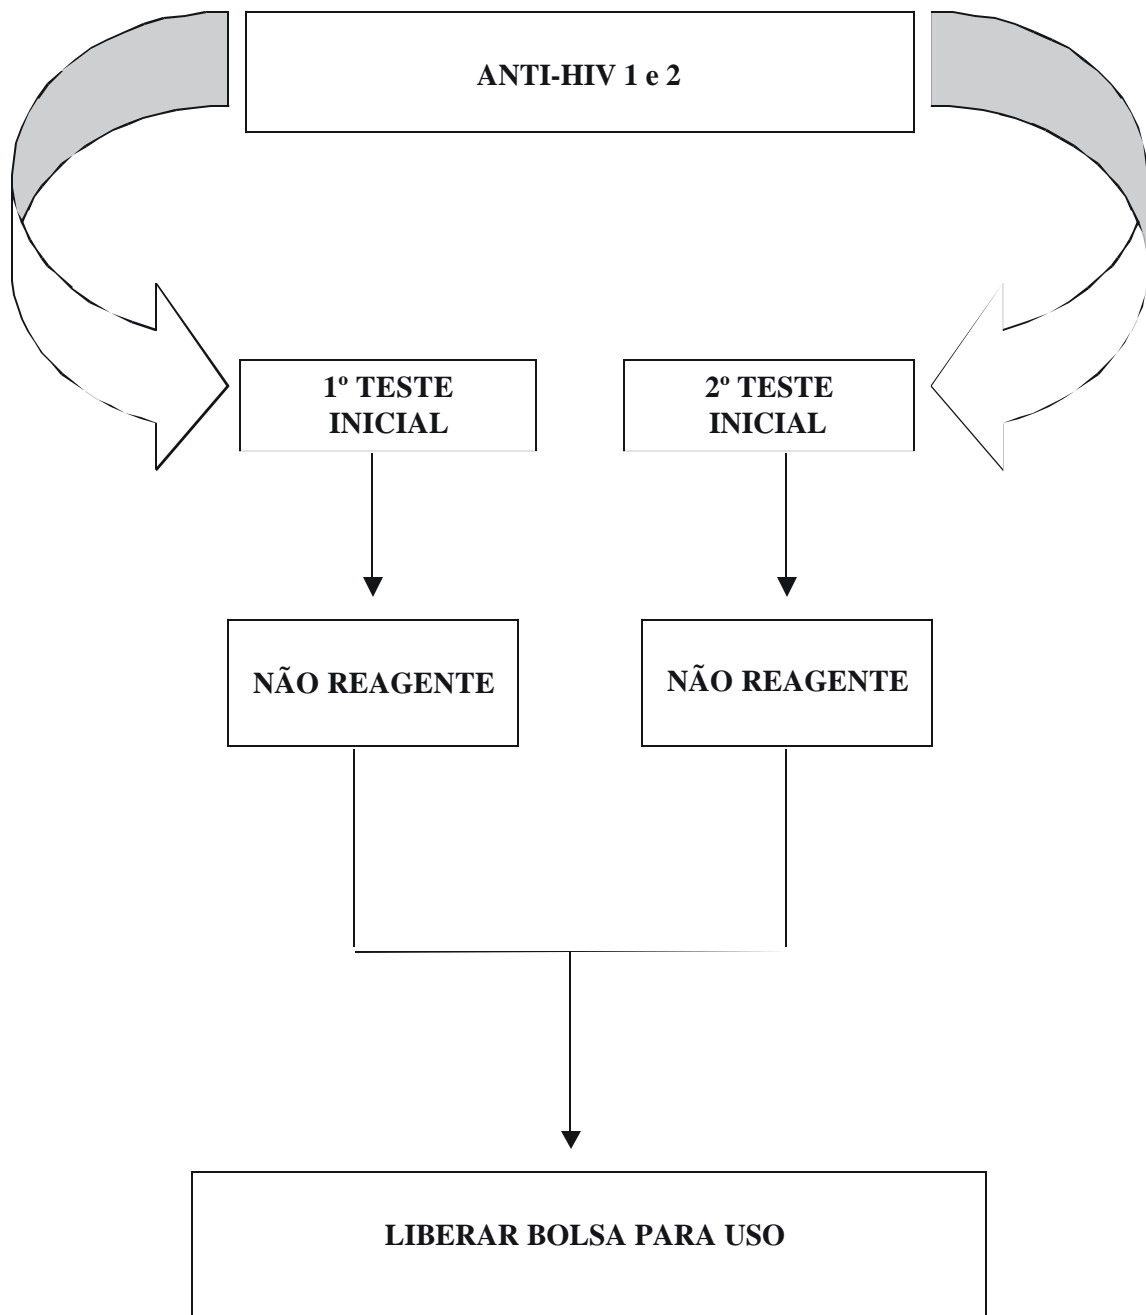 ANTI-HIV 1 e 2
1º TESTE
INICIAL
2º TESTE
INICIAL
NÃO REAGENTE
NÃO REAGENTE
LIBERAR BOLSA PARA USO